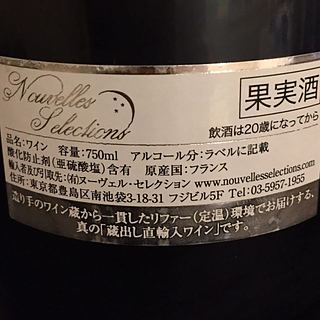 Nouvelles
Selections
果実酒
飲酒は20歳になってから
品名:ワイン 容量:750ml アルコール分:ラベルに記載
酸化防止剤(亜硫酸塩)含有 原産国:フランス
輸入者及び引取先:(有)ヌーヴェル・セレクション www.nouvellesselections.com
住所:東京都豊島区南池袋3-18-31 フジビル5F TEL:03-5957-1955
造り手のワイン蔵から一貫したリファー(定温)環境でお届けする、
真の「蔵出し直輸入ワイン」です。